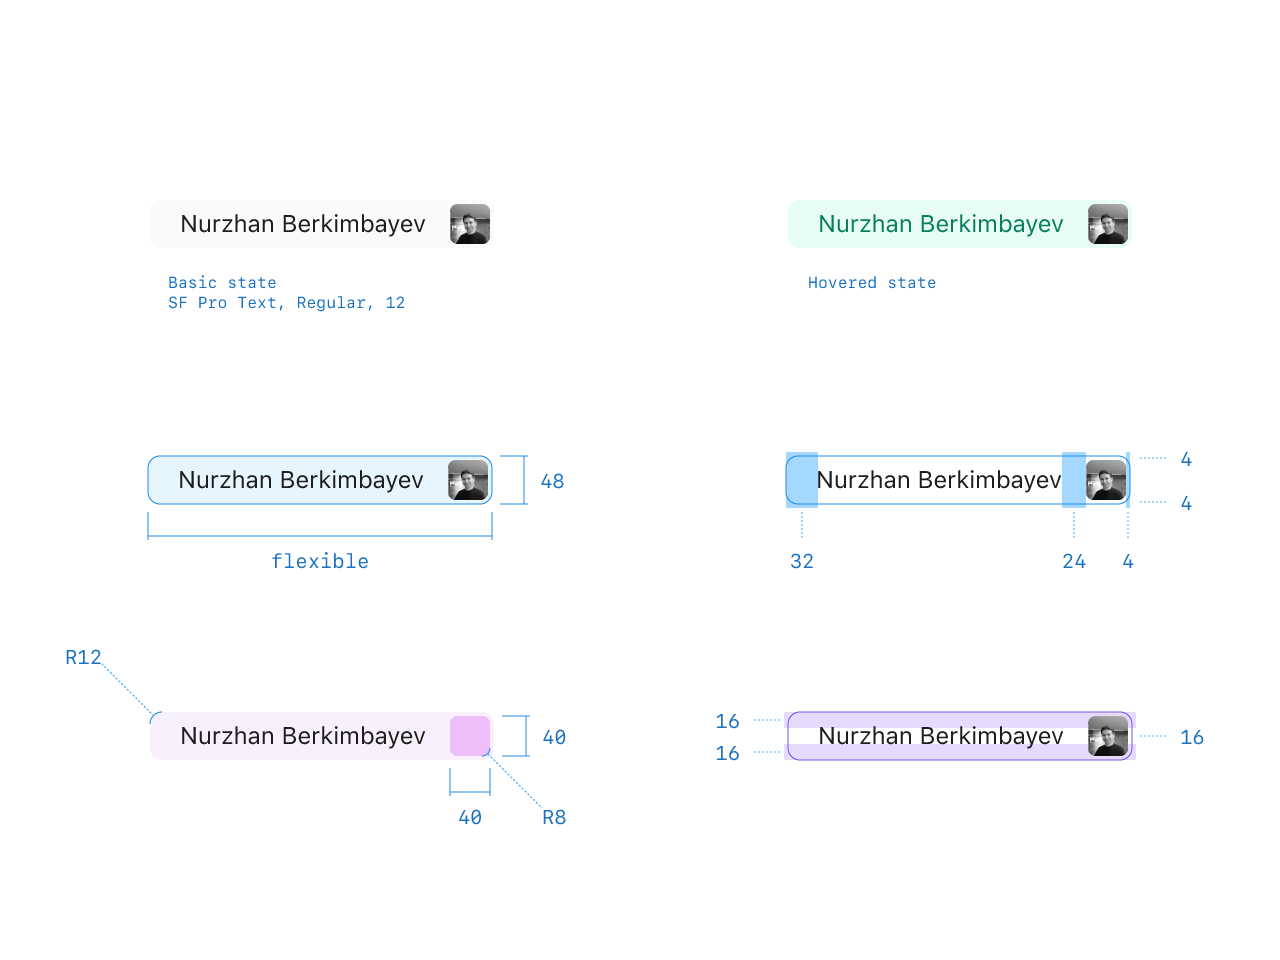 Nurzhan Berkimbayev
Nurzhan Berkimbayev
Basic state
SF Pro Text, Regular, 12
Hovered state
Nurzhan Berkimbayev
48
flexible
Nurzhan Berkimbayev
4
4
32
24
4
R12
Nurzhan Berkimbayev
40
40
R8
16
16
Nurzhan Berkimbayev
16